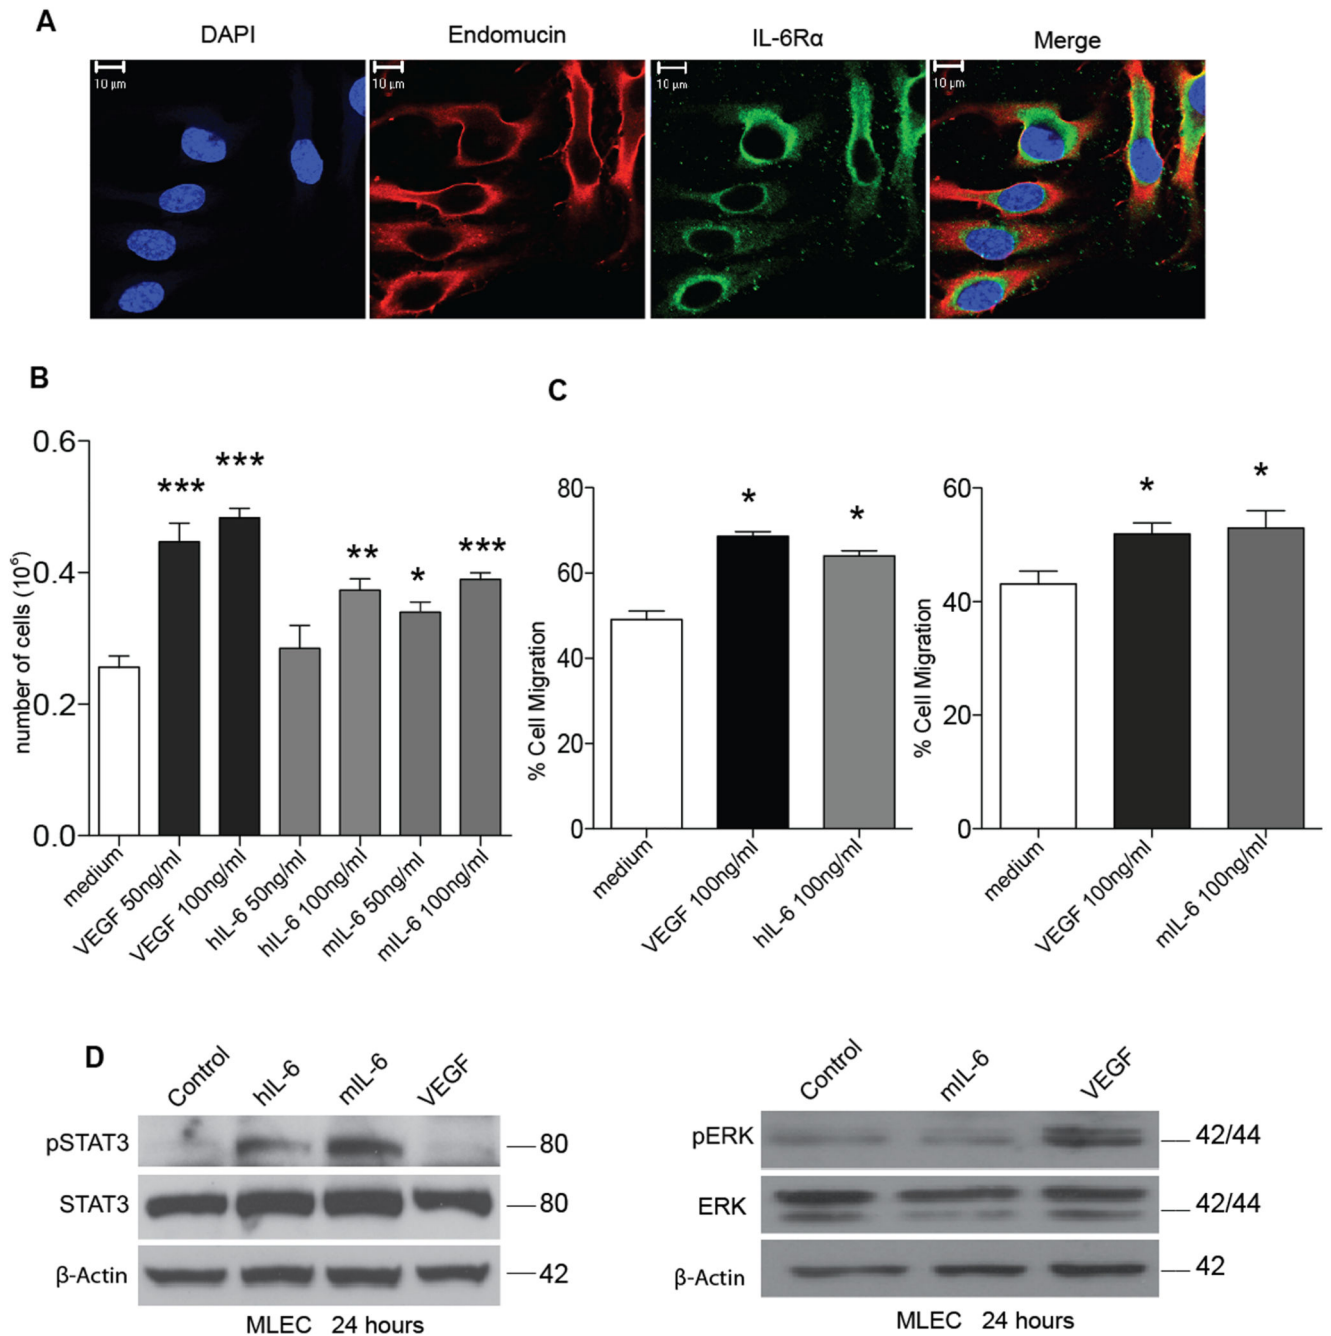 A
DAPI Endomucin IL-6Rα Merge
10 μm 10 μm 10 μm 10 μm
B
number of cells (10⁶)
0.6
0.4
0.2
0.0
*** *** ** * ***
medium
VEGF 50ng/ml
VEGF 100ng/ml
hIL-6 50ng/ml
hIL-6 100ng/ml
mIL-6 50ng/ml
mIL-6 100ng/ml
C
% Cell Migration
80
60
40
20
0
* *
medium
VEGF 100ng/ml
hIL-6 100ng/ml
% Cell Migration
60
40
20
0
* *
medium
VEGF 100ng/ml
mIL-6 100ng/ml
D
Control hIL-6 mIL-6 VEGF
pSTAT3 80
STAT3 80
β-Actin 42
MLEC 24 hours
Control mIL-6 VEGF
pERK 42/44
ERK 42/44
β-Actin 42
MLEC 24 hours